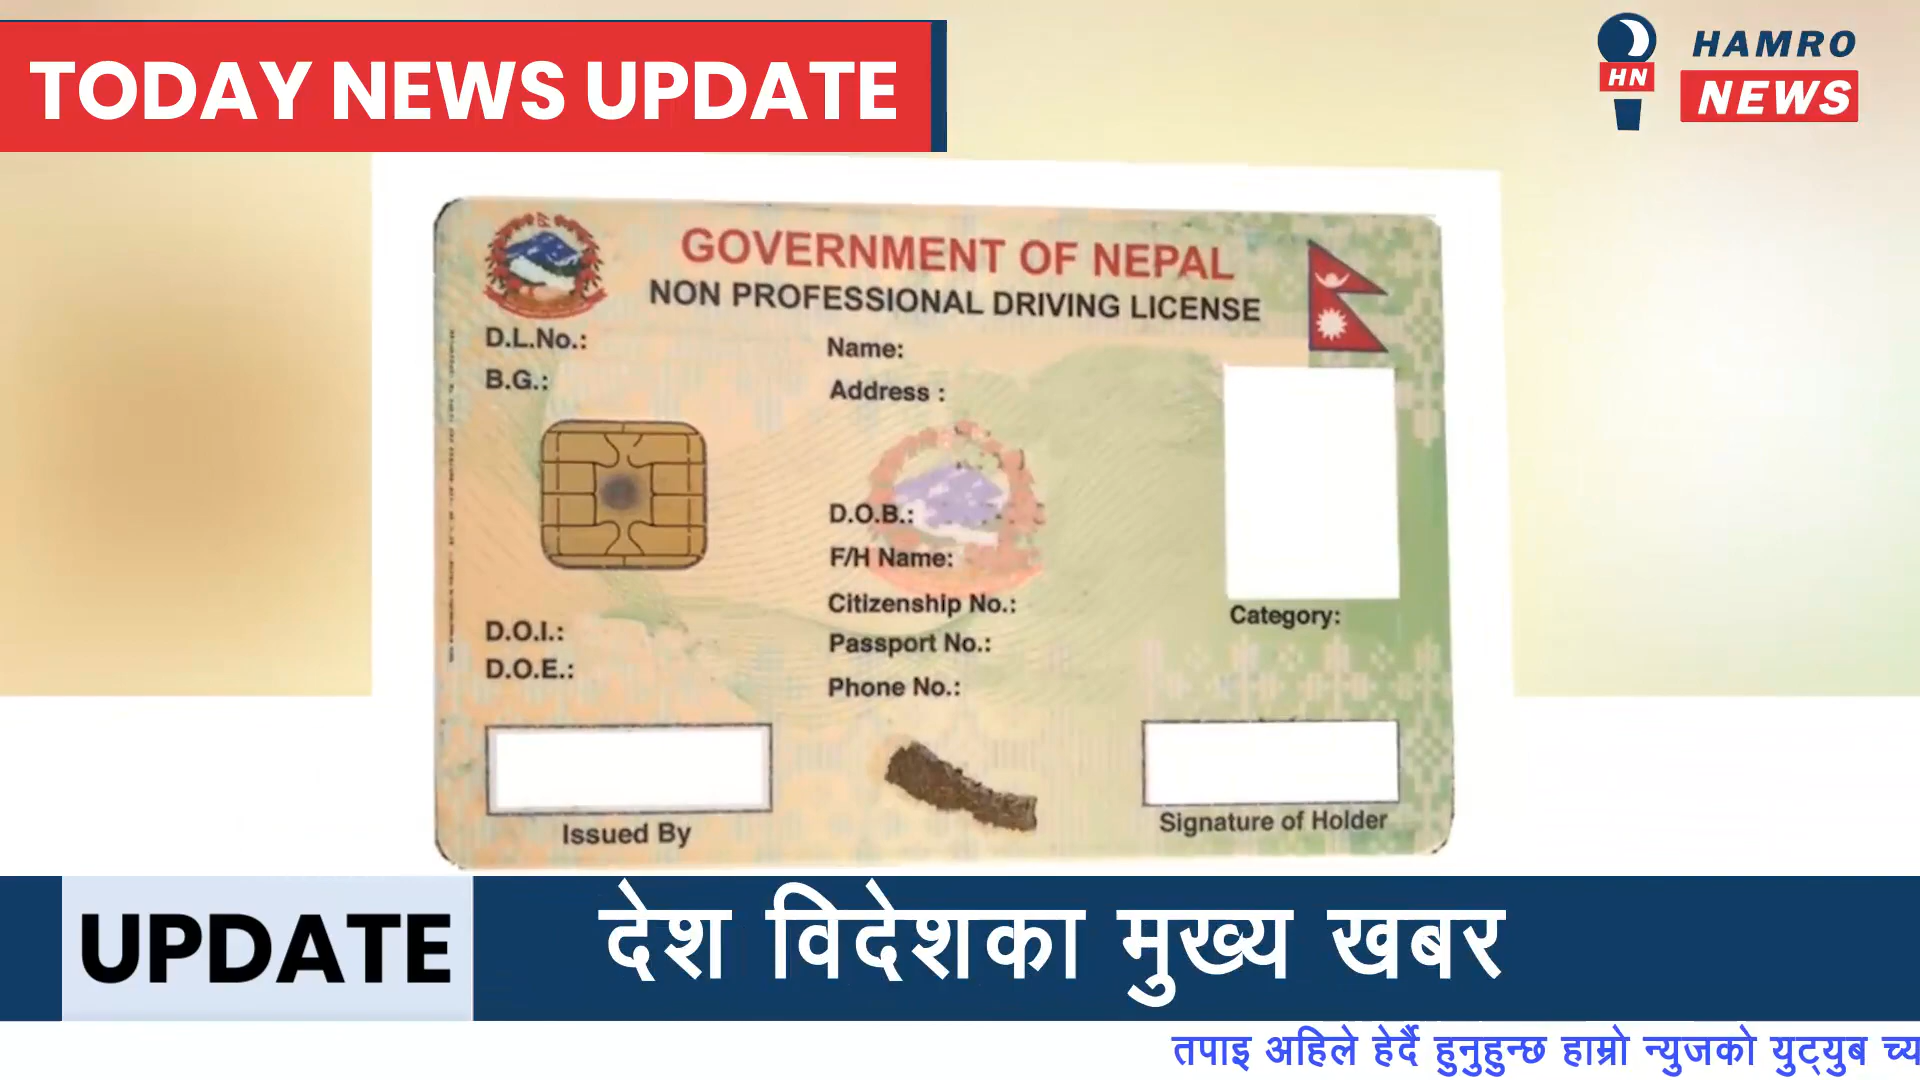 TODAY NEWS UPDATE
HAMRO
HN
NEWS
GOVERNMENT OF NEPAL
NON PROFESSIONAL DRIVING LICENSE
D.L.No.:
B.G.:
Name:
Address :
D.O.B.:
F/H Name:
Citizenship No.:
Passport No.:
Phone No.:
D.O.I.:
D.O.E.:
Category:
Issued By
Signature of Holder
UPDATE
देश विदेशका मुख्य खबर
तपाइ अहिले हेर्दै हुनुहुन्छ हाम्रो न्युजको युट्युब च्य